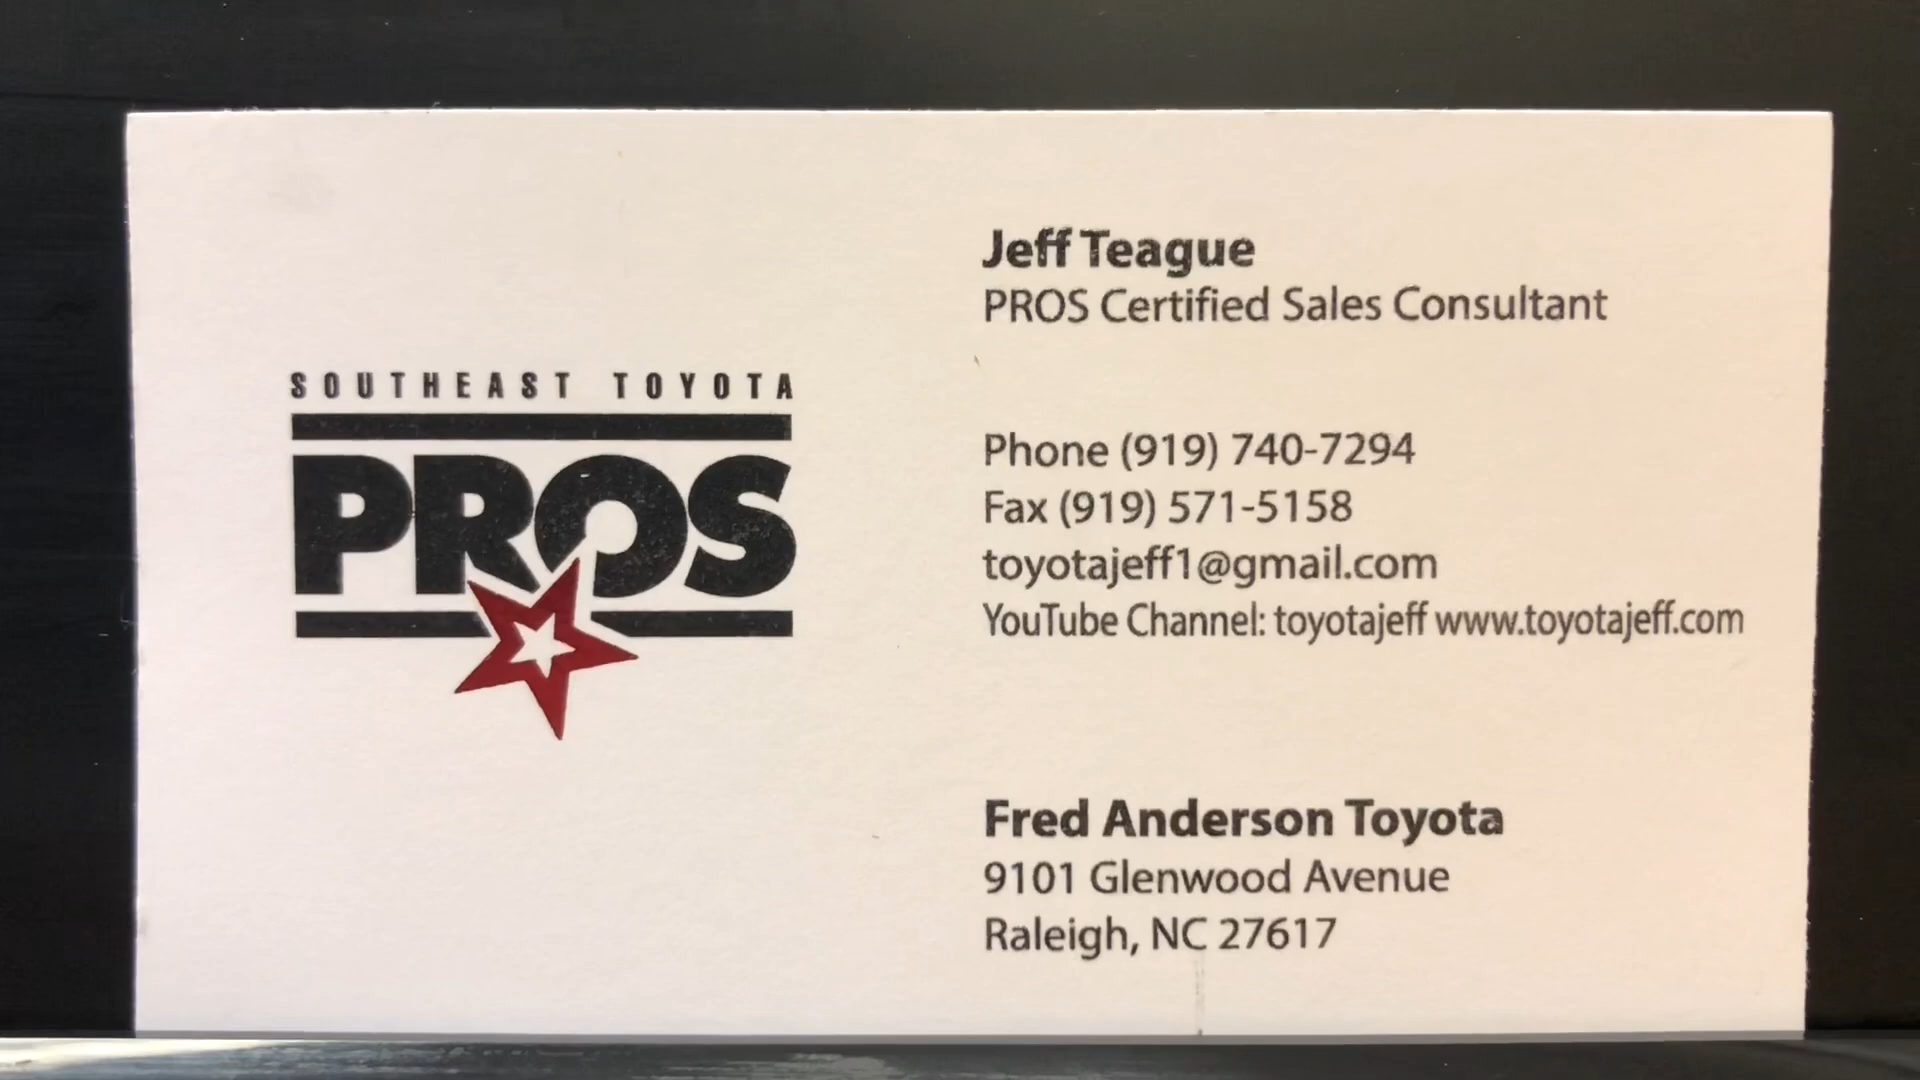 SOUTHEAST TOYOTA
PROS
Jeff Teague
PROS Certified Sales Consultant
Phone (919) 740-7294
Fax (919) 571-5158
toyotajeff1@gmail.com
YouTube Channel: toyotajeff www.toyotajeff.com
Fred Anderson Toyota
9101 Glenwood Avenue
Raleigh, NC 27617